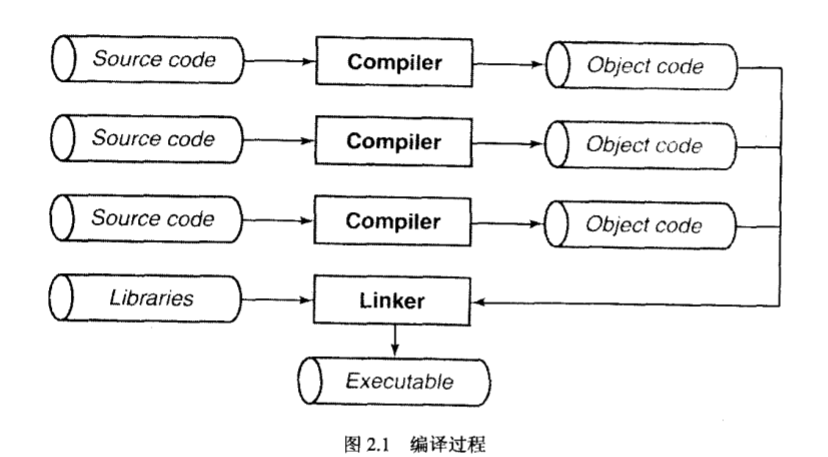 Source code Compiler Object code
Source code Compiler Object code
Source code Compiler Object code
Libraries Linker
Executable
图 2.1 编译过程